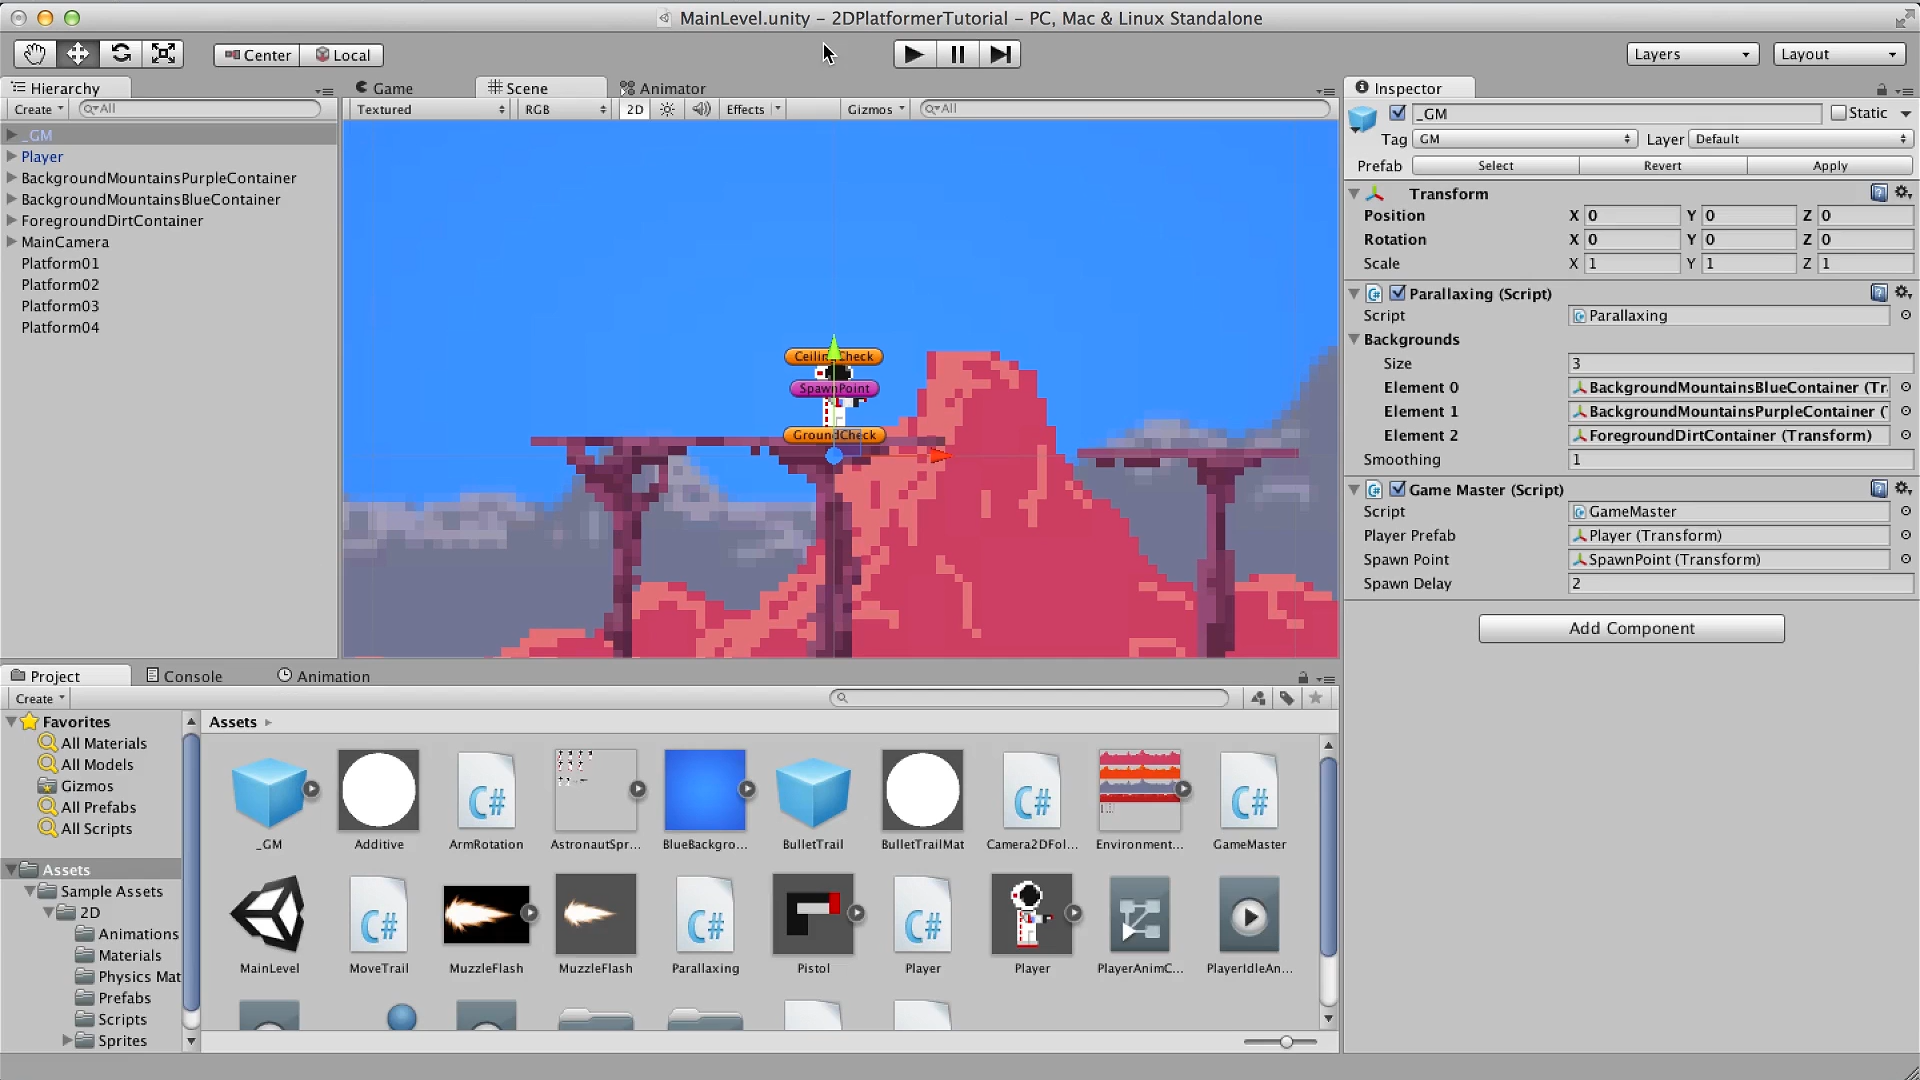 MainLevel.unity - 2DPlatformerTutorial - PC, Mac & Linux Standalone
Center Local Layers Layout
Hierarchy
Create All
_GM
Player
BackgroundMountainsPurpleContainer
BackgroundMountainsBlueContainer
ForegroundDirtContainer
MainCamera
Platform01
Platform02
Platform03
Platform04
Game Scene Animator
Textured RGB 2D Effects Gizmos All
CeilingCheck
SpawnPoint
GroundCheck
Inspector
_GM Static
Tag GM Layer Default
Prefab Select Revert Apply
Transform
Position X 0 Y 0 Z 0
Rotation X 0 Y 0 Z 0
Scale X 1 Y 1 Z 1
Parallaxing (Script)
Script Parallaxing
Backgrounds
Size 3
Element 0 BackgroundMountainsBlueContainer (Tr
Element 1 BackgroundMountainsPurpleContainer (
Element 2 ForegroundDirtContainer (Transform)
Smoothing 1
Game Master (Script)
Script GameMaster
Player Prefab Player (Transform)
Spawn Point SpawnPoint (Transform)
Spawn Delay 2
Add Component
Project Console Animation
Create
Favorites
All Materials
All Models
Gizmos
All Prefabs
All Scripts
Assets
Sample Assets
2D
Animations
Materials
Physics Mat
Prefabs
Scripts
Sprites
Assets
C# C# C#
_GM Additive ArmRotation AstronautSpr... BlueBackgro... BulletTrail BulletTrailMat Camera2DFol... Environment... GameMaster
C# C# C#
MainLevel MoveTrail MuzzleFlash MuzzleFlash Parallaxing Pistol Player Player PlayerAnimC... PlayerIdleAn...